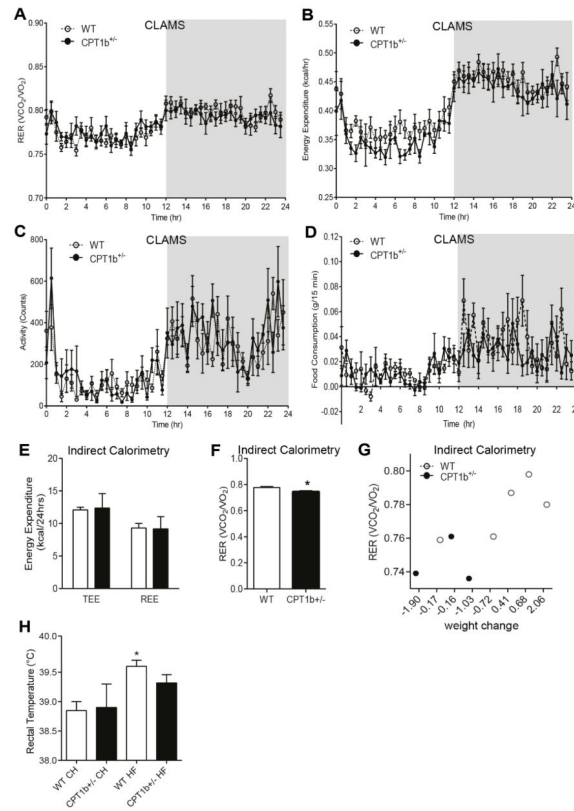 A
CLAMS
WT
CPT1b+/-
RER (VCO2/VO2)
0.90
0.85
0.80
0.75
0.70
0 2 4 6 8 10 12 14 16 18 20 22 24
Time (hr)
B
CLAMS
WT
CPT1b+/-
Energy Expenditure (kcal/hr)
0.50
0.45
0.40
0.35
0.30
0.25
0 2 4 6 8 10 12 14 16 18 20 22 24
Time (hr)
C
CLAMS
WT
CPT1b+/-
Activity (Counts)
800
600
400
200
0
0 2 4 6 8 10 12 14 16 18 20 22 24
Time (hr)
D
CLAMS
WT
CPT1b+/-
Food Consumption (g/15 min)
0.12
0.10
0.08
0.06
0.04
0.02
0.00
-0.02
0 2 4 6 8 10 12 14 16 18 20 22 24
Time (hr)
E
Indirect Calorimetry
Energy Expenditure
(kcal/24hrs)
20
15
10
5
0
TEE REE
F
Indirect Calorimetry
RER (VCO2/VO2)
1.0
0.8
0.6
0.4
0.2
0.0
*
WT CPT1b+/-
G
Indirect Calorimetry
WT
CPT1b+/-
RER (VCO2/VO2)
0.80
0.78
0.76
0.74
-1.90 -0.17 -0.16 -1.03 -0.72 0.41 0.68 2.06
weight change
H
Rectal Temperature (°C)
40.0
39.5
39.0
38.5
38.0
*
WT CH
CPT1b+/- CH
WT HF
CPT1b+/- HF